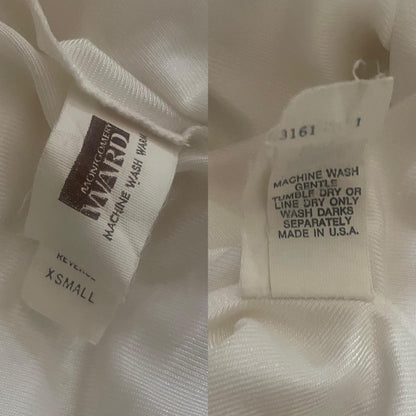 MONTGOMERY
WARD
MACHINE WASH WARM
XSMALL
3161
MACHINE WASH
GENTLE
TUMBLE DRY OR
LINE DRY ONLY
WASH DARKS
SEPARATELY
MADE IN U.S.A.